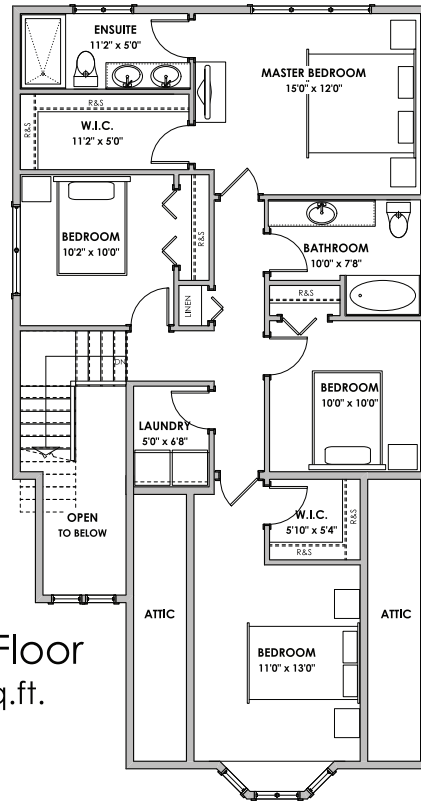 ENSUITE
11'2" x 5'0"
MASTER BEDROOM
15'0" x 12'0"
R&S
R&S
W.I.C.
11'2" x 5'0"
BEDROOM
10'2" x 10'0"
R&S
BATHROOM
10'0" x 7'8"
LINEN
R&S
DN
BEDROOM
10'0" x 10'0"
LAUNDRY
5'0" x 6'8"
OPEN
TO BELOW
W.I.C.
5'10" x 5'4"
R&S
R&S
ATTIC
ATTIC
Floor
q.ft.
BEDROOM
11'0" x 13'0"